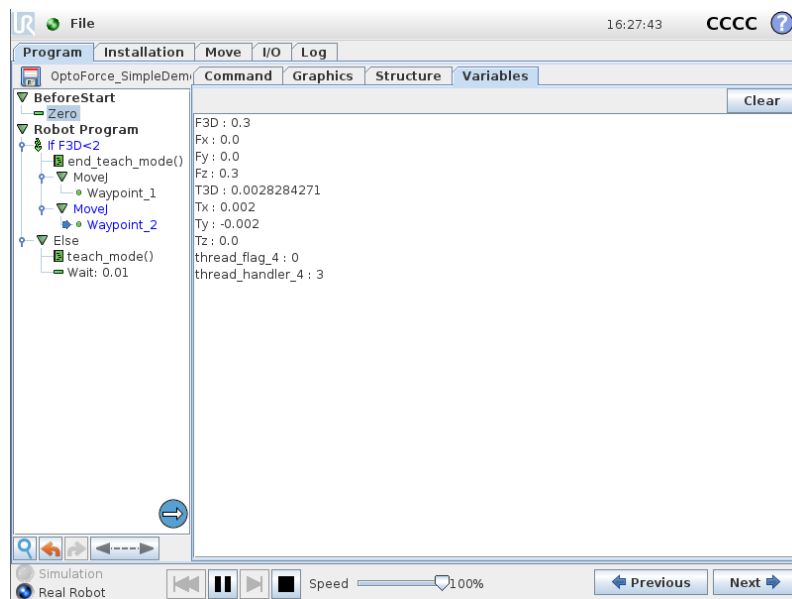 UR File 16:27:43 CCCC ?
Program Installation Move I/O Log
OptoForce_SimpleDem Command Graphics Structure Variables
Clear
BeforeStart
Zero
Robot Program
If F3D<2
end_teach_mode()
MoveJ
Waypoint_1
MoveJ
Waypoint_2
Else
teach_mode()
Wait: 0.01
F3D : 0.3
Fx : 0.0
Fy : 0.0
Fz : 0.3
T3D : 0.0028284271
Tx : 0.002
Ty : -0.002
Tz : 0.0
thread_flag_4 : 0
thread_handler_4 : 3
Simulation
Real Robot
Speed 100% Previous Next